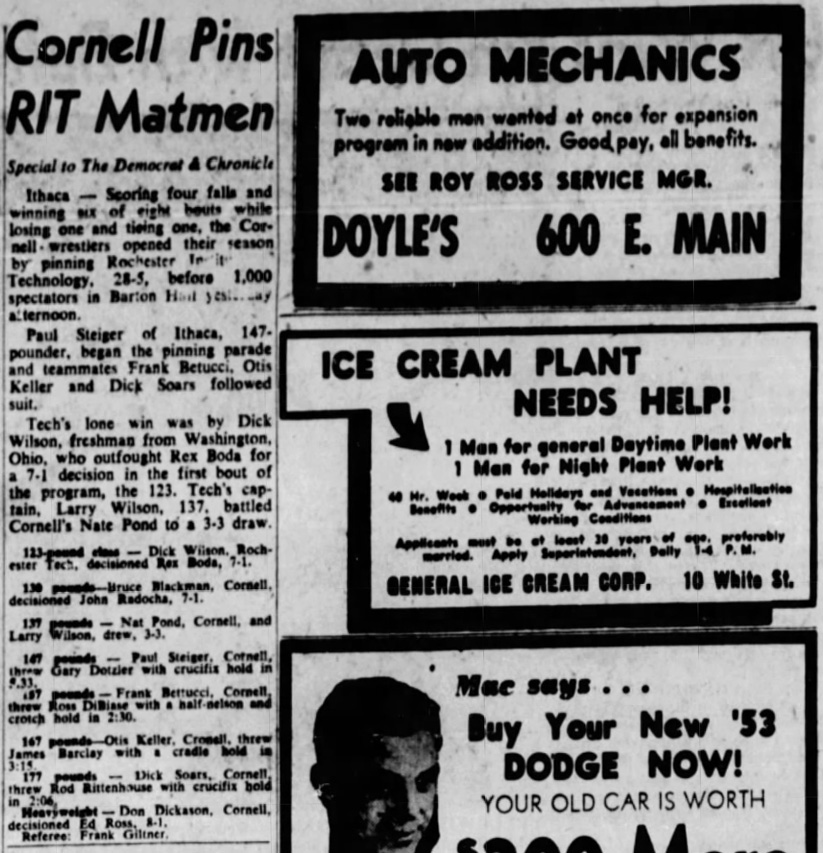 Cornell Pins
RIT Matmen
Special to The Democrat & Chronicle
Ithaca — Scoring four falls and
winning six of eight bouts while
losing one and tieing one, the Cor-
nell wrestlers opened their season
by pinning Rochester
Technology, 28-5, before 1,000
spectators in Barton Hall
afternoon.
Paul Steiger of Ithaca, 147-
pounder, began the pinning parade
and teammates Frank Betucci, Otis
Keller and Dick Soars followed
suit.
Tech's lone win was by Dick
Wilson, freshman from Washington,
Ohio, who outfought Rex Boda for
a 7-1 decision in the first bout of
the program, the 123. Tech's cap-
tain, Larry Wilson, 137, battled
Cornell's Nate Pond to a 3-3 draw.
123-pound class — Dick Wilson, Roch-
ester Tech, decisioned Rex Boda, 7-1.
130 pounds—Bruce Blackman, Cornell,
decisioned John Radocha, 7-1.
137 pounds — Nat Pond, Cornell, and
Larry Wilson, drew, 3-3.
147 pounds — Paul Steiger, Cornell,
threw Gary Dotzler with crucifix hold in
pounds — Frank Bettucci, Cornell,
threw Ross DiBiase with a half-nelson and
crotch hold in 2:30.
167 pounds—Otis Keller, Cronell, threw
James Barclay with a cradle hold in
3:15.
177 pounds — Dick Soars, Cornell,
threw Rod Rittenhouse with crucifix hold
in 2:06.
Heavyweight — Don Dickason, Cornell,
decisioned Ed Ross, 8-1.
Referee: Frank Giltner.
AUTO MECHANICS
Two reliable men wanted at once for expansion
program in new addition. Good pay, all benefits.
SEE ROY ROSS SERVICE MGR.
DOYLE'S 600 E. MAIN
ICE CREAM PLANT
NEEDS HELP!
1 Man for general Daytime Plant Work
1 Man for Night Plant Work
40 Hr. Week • Paid Holidays and Vacations • Hospitalization
Benefits • Opportunity for Advancement • Excellent
Working Conditions
Applicants must be at least years of age, preferably
married. Apply Superintendent, Daily 1-4 P. M.
GENERAL ICE CREAM CORP. 10 White St.
Mac says . . .
Buy Your New '53
DODGE NOW!
YOUR OLD CAR IS WORTH